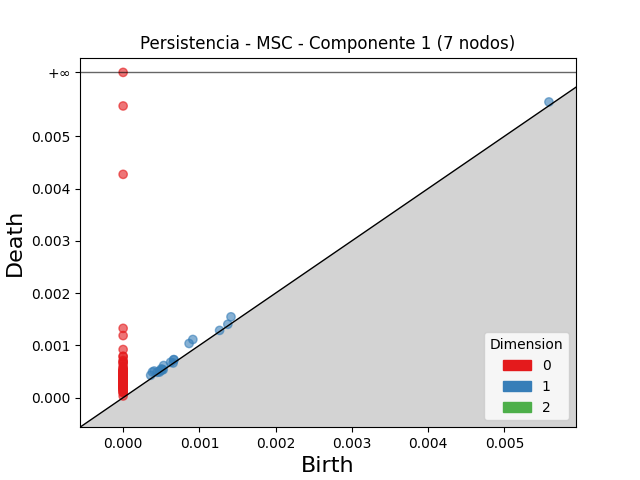 Persistencia - MSC - Componente 1 (7 nodos)
+∞
0.005
0.004
0.003
0.002
0.001
0.000
Death
0.000 0.001 0.002 0.003 0.004 0.005
Birth
Dimension
0
1
2